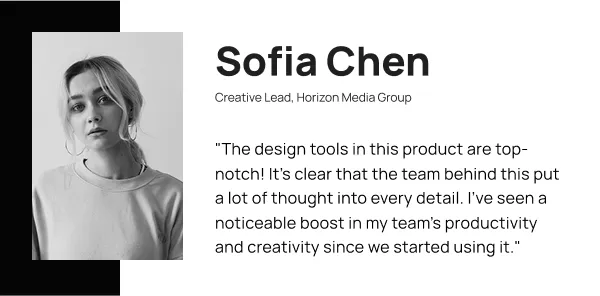 Sofia Chen
Creative Lead, Horizon Media Group
"The design tools in this product are top-
notch! It's clear that the team behind this put
a lot of thought into every detail. I've seen a
noticeable boost in my team's productivity
and creativity since we started using it."